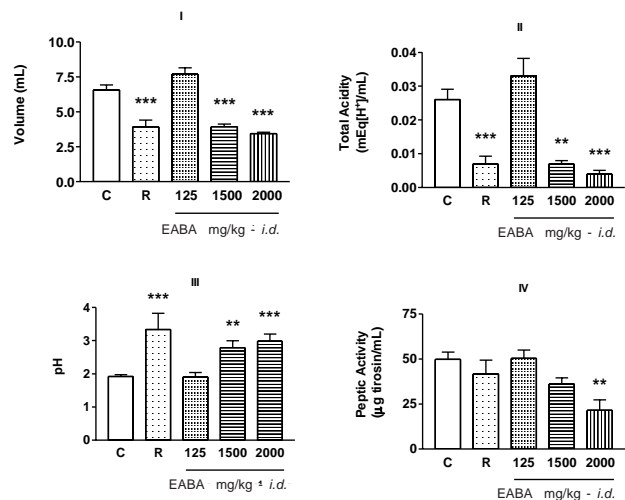 I
Volume (mL)
10.0
7.5
5.0
2.5
0.0
***
***
***
C R 125 1500 2000
EABA mg/kg - i.d.
II
Total Acidity
(mEq[H+]/mL)
0.04
0.03
0.02
0.01
0.00
***
**
***
C R 125 1500 2000
EABA mg/kg - i.d.
III
pH
4
3
2
1
0
***
**
***
C R 125 1500 2000
EABA mg/kg i.d.
IV
Peptic Activity
(µg tirosin/mL)
75
50
25
0
**
C R 125 1500 2000
EABA mg/kg - i.d.